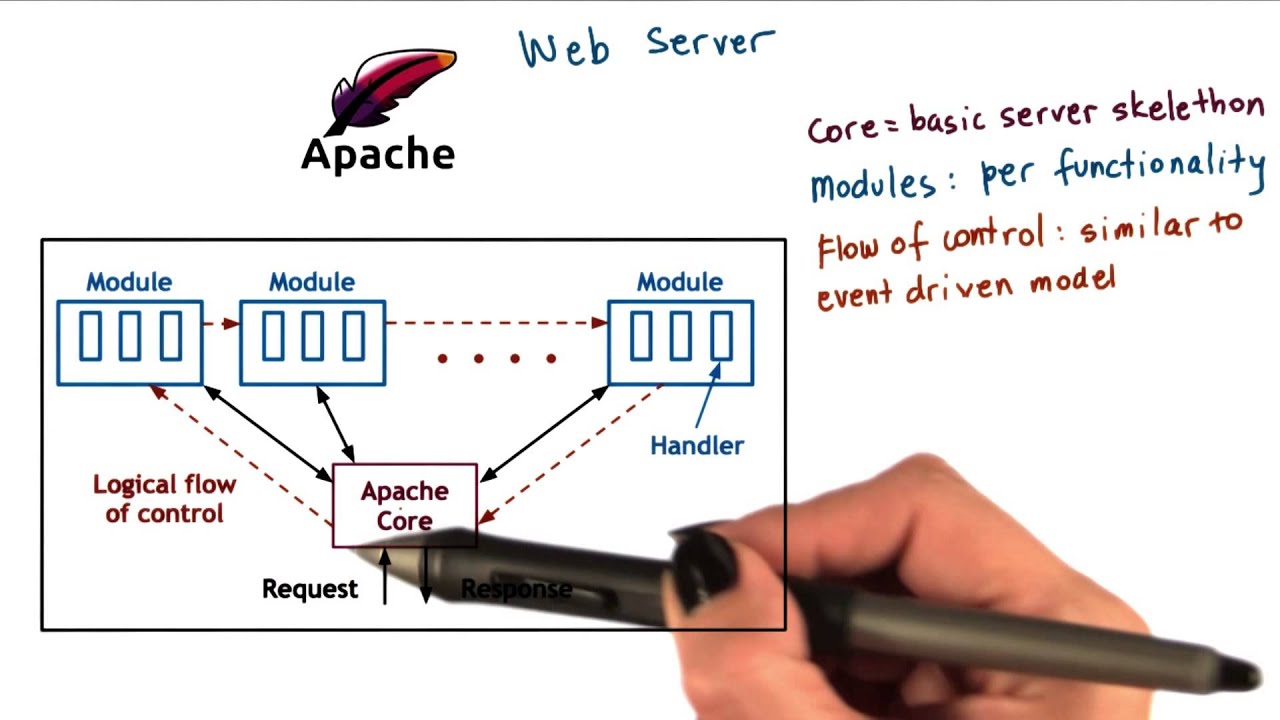 Web Server
Apache
core = basic server skelethon
modules : per functionality
Flow of control : similar to
event driven model
Module
Module
Module
Handler
Logical flow
of control
Apache
Core
Request
Response